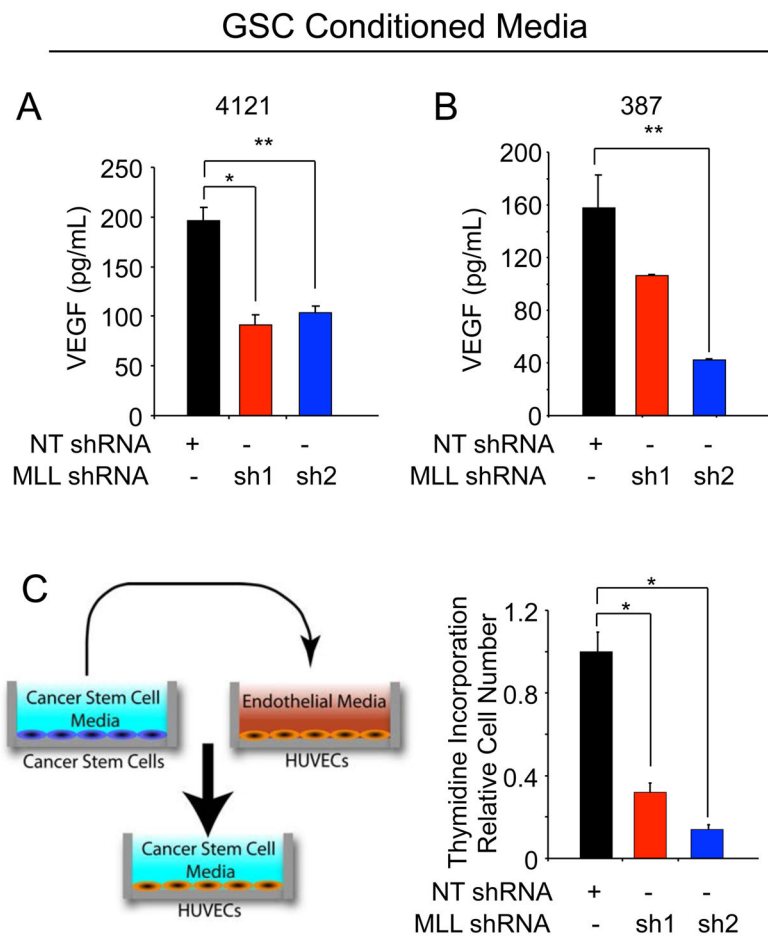 GSC Conditioned Media
A
4121
**
*
250
200
150
100
50
0
VEGF (pg/mL)
NT shRNA + - -
MLL shRNA - sh1 sh2
B
387
**
200
160
120
80
40
0
VEGF (pg/mL)
NT shRNA + - -
MLL shRNA - sh1 sh2
C
Cancer Stem Cell
Media
Cancer Stem Cells
Endothelial Media
HUVECs
Cancer Stem Cell
Media
HUVECs
*
*
1.2
0.8
0.4
0
Thymidine Incorporation
Relative Cell Number
NT shRNA + - -
MLL shRNA - sh1 sh2